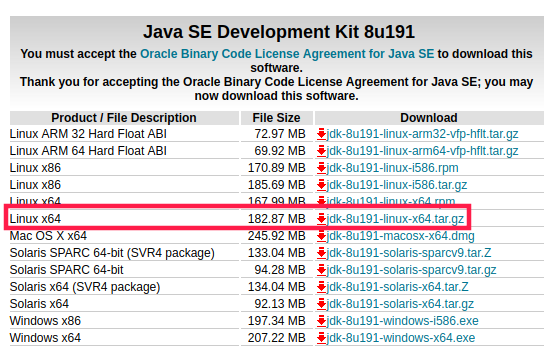 Java SE Development Kit 8u191
You must accept the Oracle Binary Code License Agreement for Java SE to download this
software.
Thank you for accepting the Oracle Binary Code License Agreement for Java SE; you may
now download this software.
Product / File Description File Size Download
Linux ARM 32 Hard Float ABI 72.97 MB jdk-8u191-linux-arm32-vfp-hflt.tar.gz
Linux ARM 64 Hard Float ABI 69.92 MB jdk-8u191-linux-arm64-vfp-hflt.tar.gz
Linux x86 170.89 MB jdk-8u191-linux-i586.rpm
Linux x86 185.69 MB jdk-8u191-linux-i586.tar.gz
Linux x64 167.99 MB jdk-8u191-linux-x64.rpm
Linux x64 182.87 MB jdk-8u191-linux-x64.tar.gz
Mac OS X x64 245.92 MB jdk-8u191-macosx-x64.dmg
Solaris SPARC 64-bit (SVR4 package) 133.04 MB jdk-8u191-solaris-sparcv9.tar.Z
Solaris SPARC 64-bit 94.28 MB jdk-8u191-solaris-sparcv9.tar.gz
Solaris x64 (SVR4 package) 134.04 MB jdk-8u191-solaris-x64.tar.Z
Solaris x64 92.13 MB jdk-8u191-solaris-x64.tar.gz
Windows x86 197.34 MB jdk-8u191-windows-i586.exe
Windows x64 207.22 MB jdk-8u191-windows-x64.exe